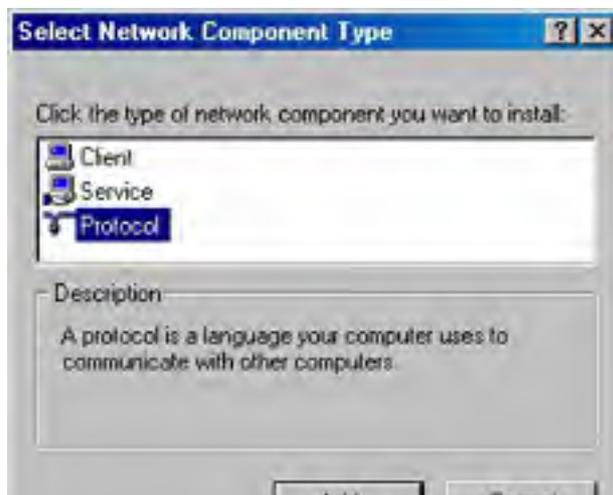 Select Network Component Type
Click the type of network component you want to install:
Client
Service
Protocol
Description
A protocol is a language your computer uses to
communicate with other computers.